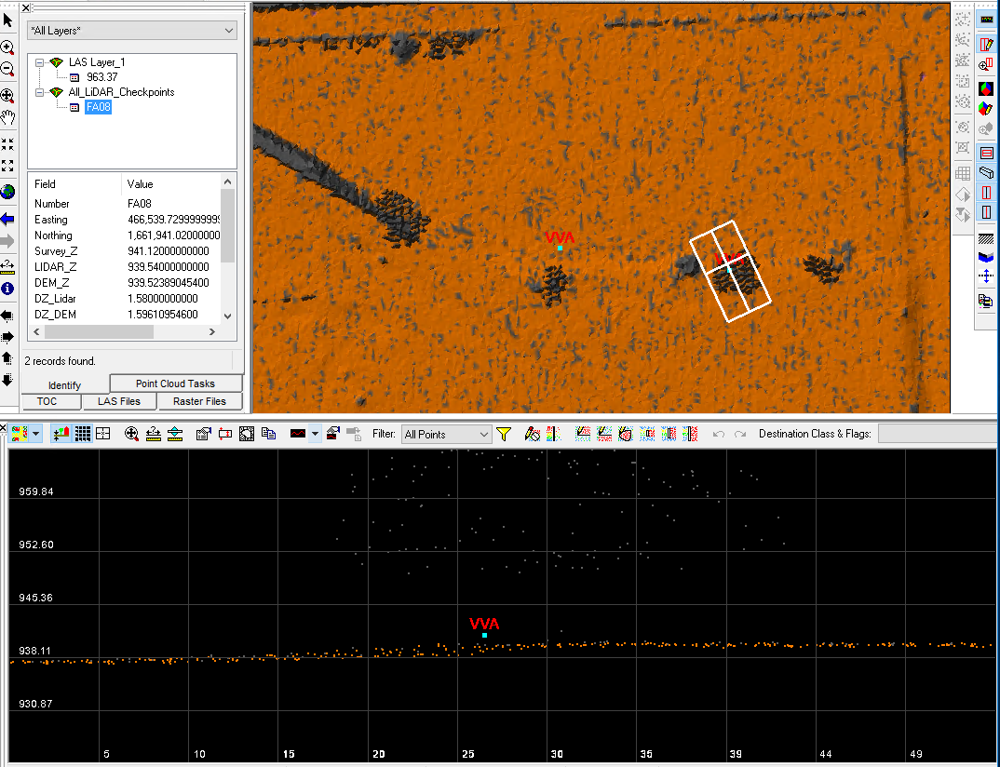 *All Layers*
LAS Layer_1
963.37
All_LiDAR_Checkpoints
FA08
Field Value
Number FA08
Easting 466,539.7299999999
Northing 1,661,941.02000000
Survey_Z 941.12000000000
LIDAR_Z 939.54000000000
DEM_Z 939.52389045400
DZ_Lidar 1.58000000000
DZ_DEM 1.59610954600
2 records found.
Identify Point Cloud Tasks
TOC LAS Files Raster Files
VVA
Filter: All Points Destination Class & Flags:
959.84
952.60
945.36
VVA
938.11
930.87
5 10 15 20 25 30 35 39 44 49